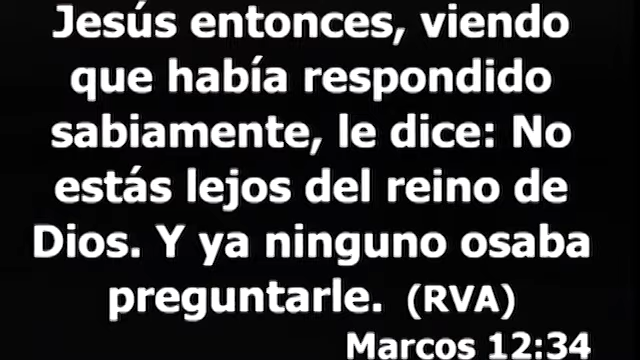 Jesús entonces, viendo
que había respondido
sabiamente, le dice: No
estás lejos del reino de
Dios. Y ya ninguno osaba
preguntarle. (RVA)
Marcos 12:34